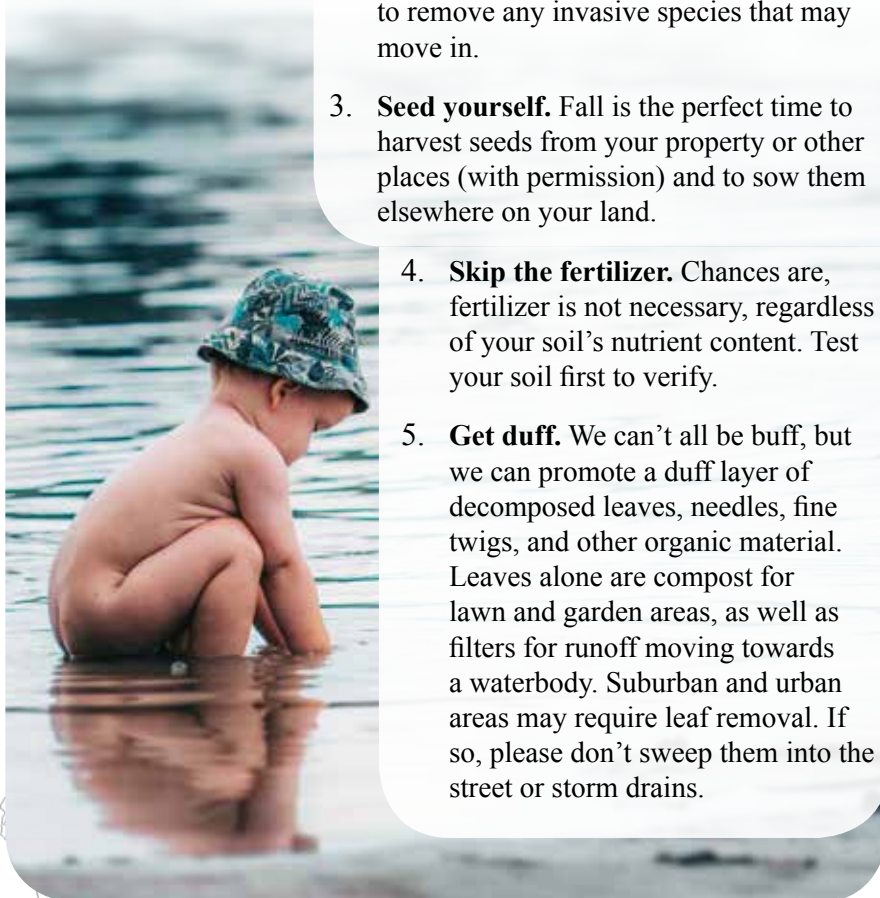 to remove any invasive species that may
move in.
3. Seed yourself. Fall is the perfect time to
harvest seeds from your property or other
places (with permission) and to sow them
elsewhere on your land.
4. Skip the fertilizer. Chances are,
fertilizer is not necessary, regardless
of your soil’s nutrient content. Test
your soil first to verify.
5. Get duff. We can’t all be buff, but
we can promote a duff layer of
decomposed leaves, needles, fine
twigs, and other organic material.
Leaves alone are compost for
lawn and garden areas, as well as
filters for runoff moving towards
a waterbody. Suburban and urban
areas may require leaf removal. If
so, please don’t sweep them into the
street or storm drains.